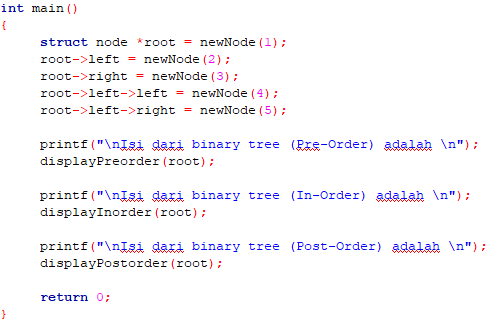 int main()
{
struct node *root = newNode(1);
root->left = newNode(2);
root->right = newNode(3);
root->left->left = newNode(4);
root->left->right = newNode(5);
printf("\nIsi dari binary tree (Pre-Order) adalah \n");
displayPreorder(root);
printf("\nIsi dari binary tree (In-Order) adalah \n");
displayInorder(root);
printf("\nIsi dari binary tree (Post-Order) adalah \n");
displayPostorder(root);
return 0;
}